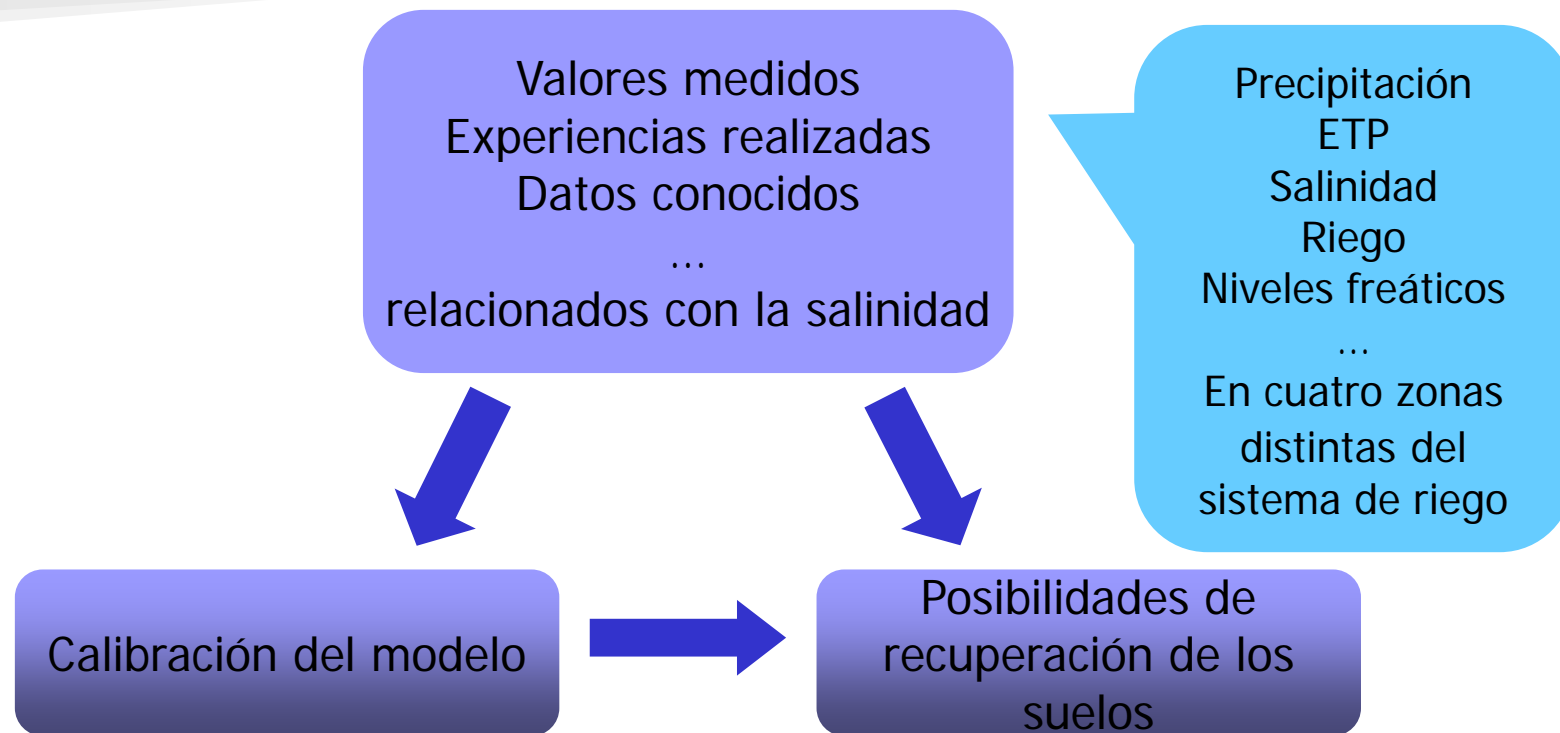 Valores medidos
Experiencias realizadas
Datos conocidos
...
relacionados con la salinidad
Precipitación
ETP
Salinidad
Riego
Niveles freáticos
...
En cuatro zonas
distintas del
sistema de riego
Calibración del modelo
Posibilidades de
recuperación de los
suelos